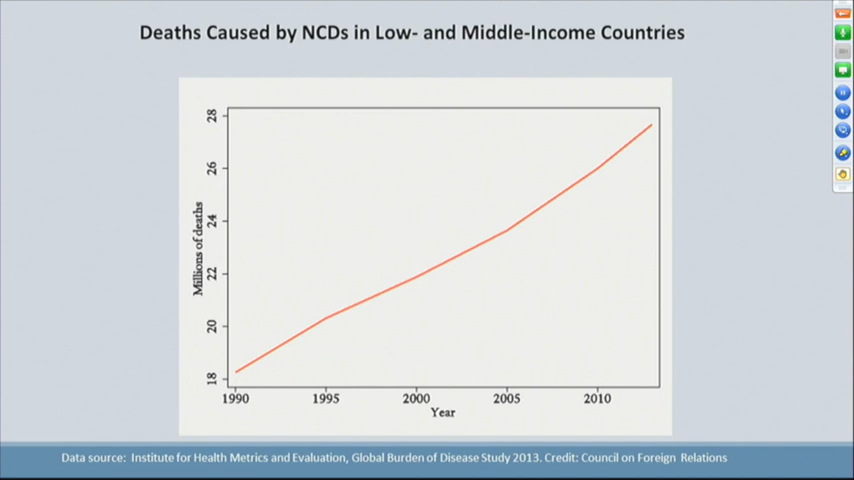 Deaths Caused by NCDs in Low- and Middle-Income Countries
28
26
24
22
20
18
Millions of deaths
1990 1995 2000 2005 2010
Year
Data source: Institute for Health Metrics and Evaluation, Global Burden of Disease Study 2013. Credit: Council on Foreign Relations